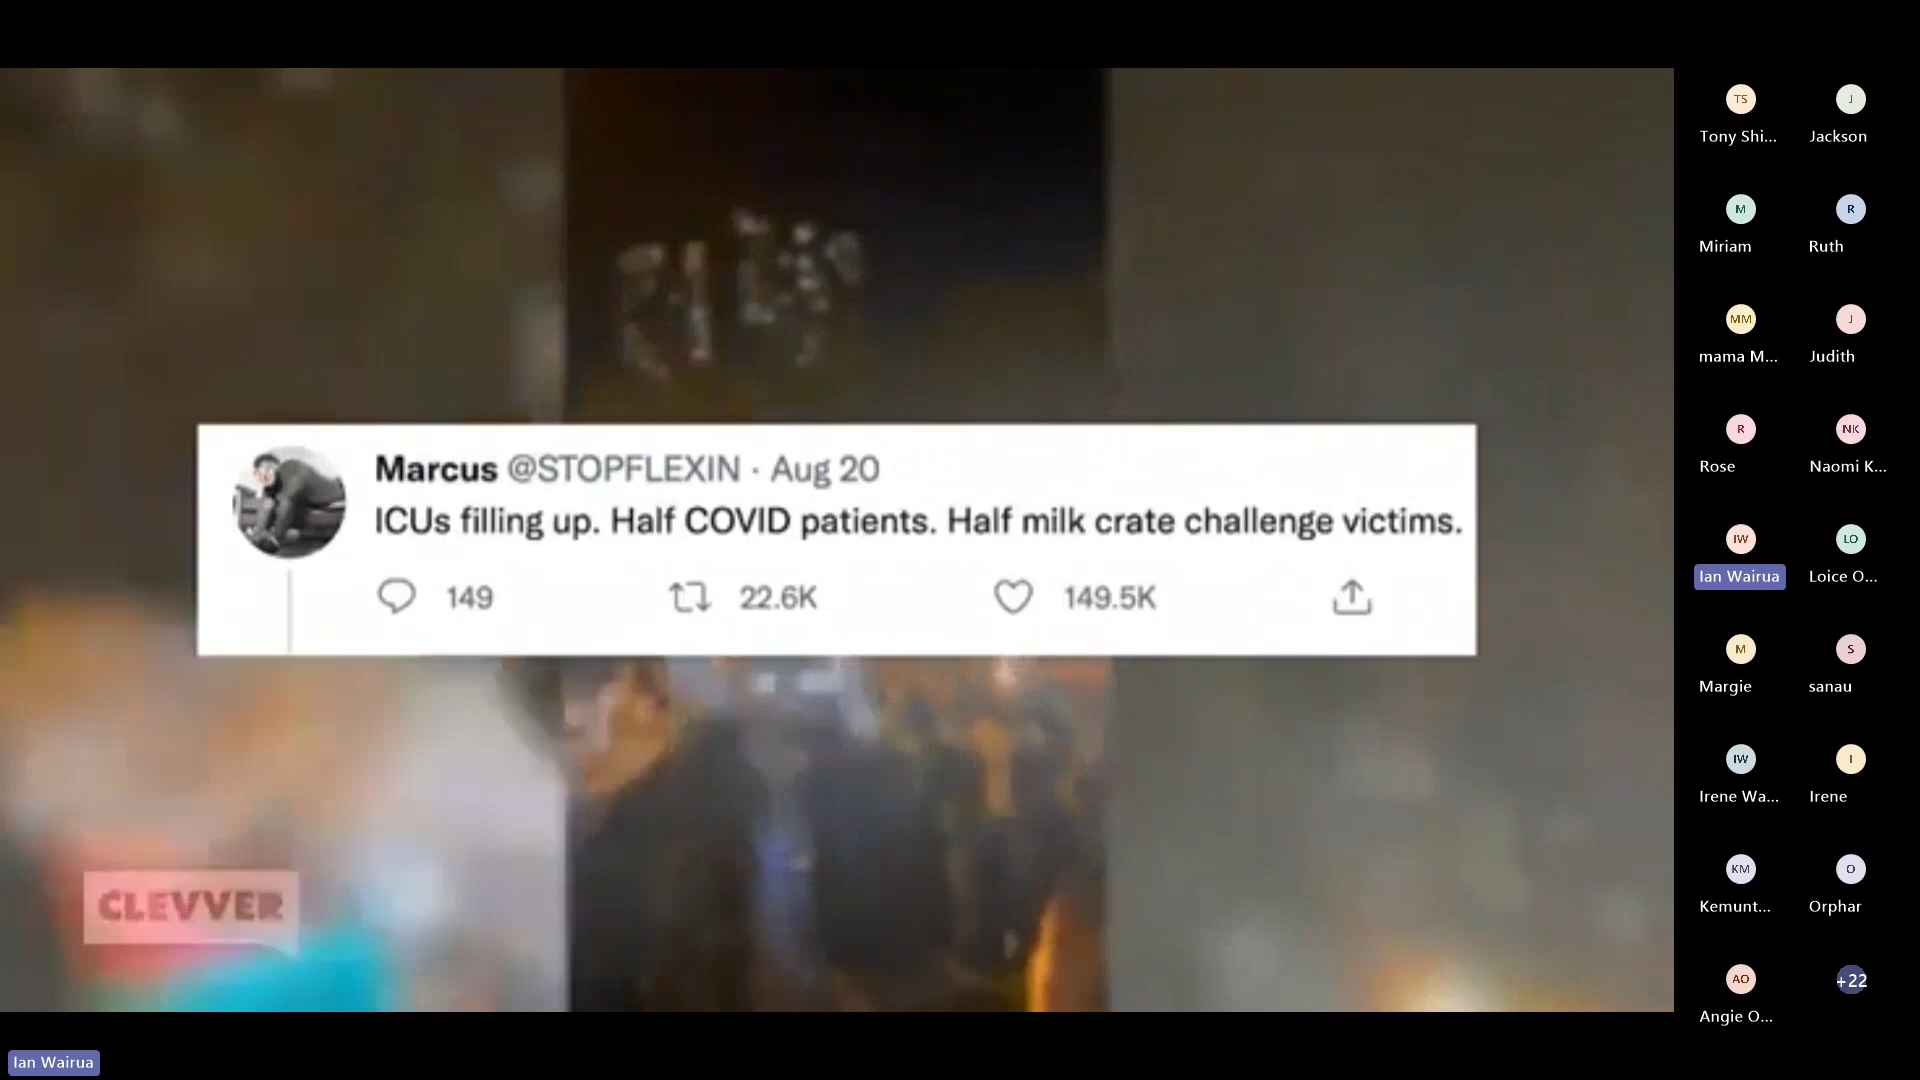 Marcus @STOPFLEXIN · Aug 20
ICUs filling up. Half COVID patients. Half milk crate challenge victims.
149 22.6K 149.5K
CLEVVER
TS J
Tony Shi... Jackson
M R
Miriam Ruth
MM J
mama M... Judith
R NK
Rose Naomi K...
IW LO
Ian Wairua Loice O...
M S
Margie sanau
IW I
Irene Wa... Irene
KM O
Kemunt... Orphar
AO +22
Angie O...
Ian Wairua